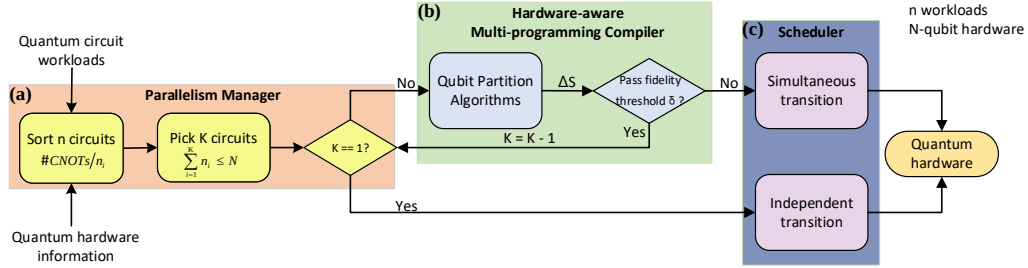 n workloads
N-qubit hardware
Quantum circuit
workloads
(a)
Parallelism Manager
Sort n circuits
#CNOTs/nᵢ
Pick K circuits
K
∑ nᵢ ≤ N
i=1
K == 1?
Quantum hardware
information
No
Yes
(b)
Hardware-aware
Multi-programming Compiler
Qubit Partition
Algorithms
ΔS
Pass fidelity
threshold δ ?
Yes
K = K - 1
No
(c)
Scheduler
Simultaneous
transition
Independent
transition
Quantum
hardware